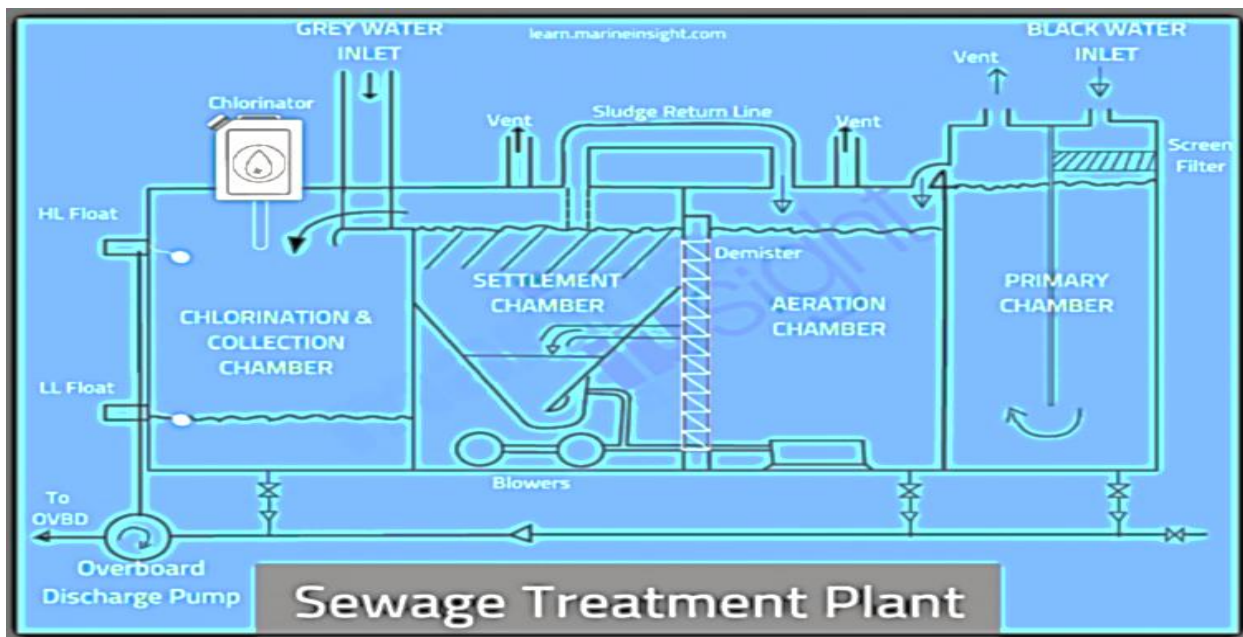 GREY WATER
INLET
learn.marineinsight.com
BLACK WATER
INLET
Vent
Chlorinator
Vent
Sludge Return Line
Vent
Screen
Filter
HL Float
Demister
SETTLEMENT
CHAMBER
PRIMARY
CHAMBER
AERATION
CHAMBER
CHLORINATION &
COLLECTION
CHAMBER
LL Float
Blowers
To
OVBD
Overboard
Discharge Pump
Sewage Treatment Plant